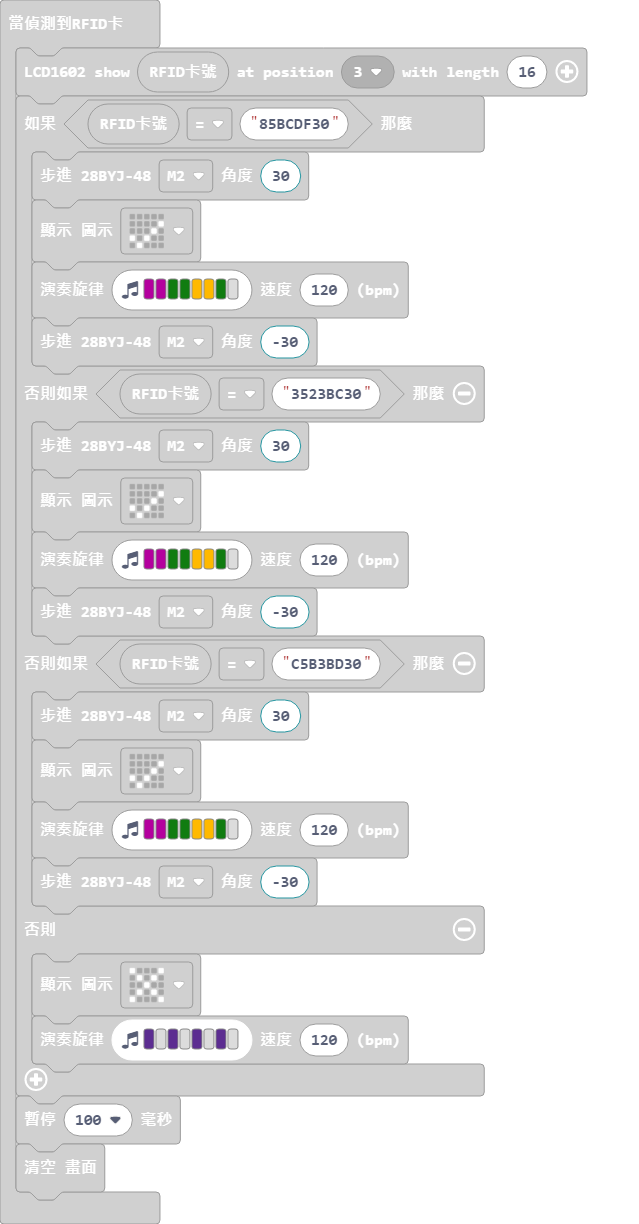 當偵測到RFID卡
LCD1602 show RFID卡號 at position 3 with length 16
如果 RFID卡號 = "85BCDF30" 那麼
步進 28BYJ-48 M2 角度 30
顯示 圖示
演奏旋律 速度 120 (bpm)
步進 28BYJ-48 M2 角度 -30
否則如果 RFID卡號 = "3523BC30" 那麼
步進 28BYJ-48 M2 角度 30
顯示 圖示
演奏旋律 速度 120 (bpm)
步進 28BYJ-48 M2 角度 -30
否則如果 RFID卡號 = "C5B3BD30" 那麼
步進 28BYJ-48 M2 角度 30
顯示 圖示
演奏旋律 速度 120 (bpm)
步進 28BYJ-48 M2 角度 -30
否則
顯示 圖示
演奏旋律 速度 120 (bpm)
暫停 100 毫秒
清空 畫面